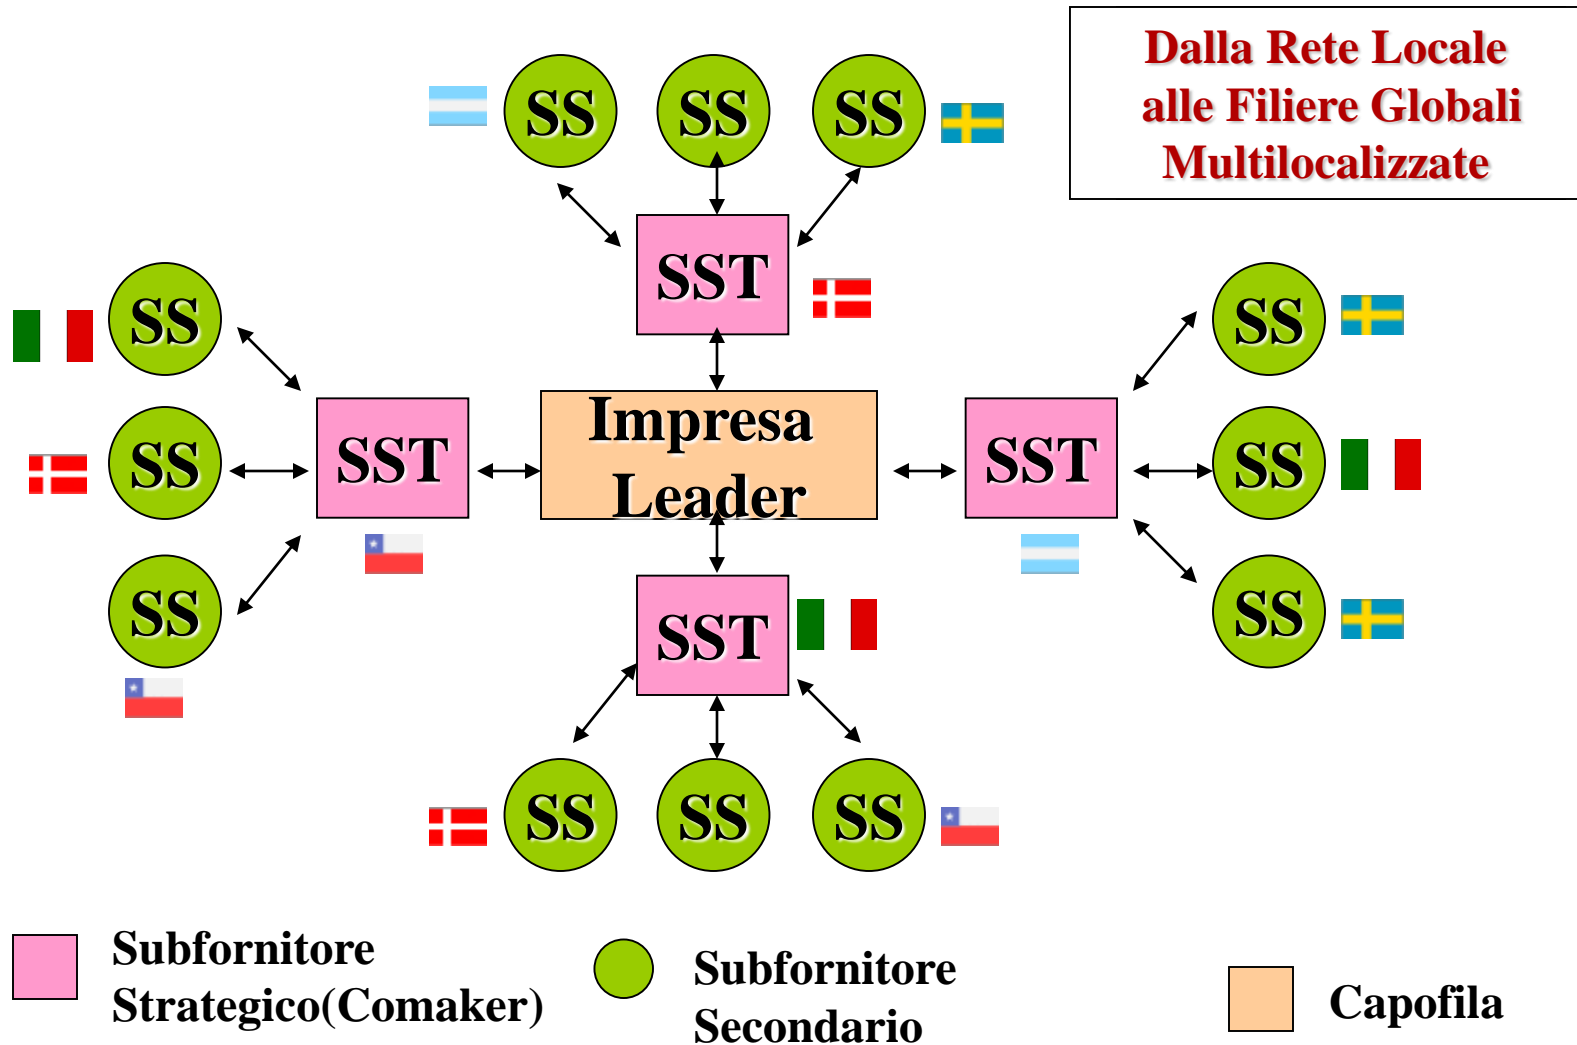 Dalla Rete Locale
alle Filiere Globali
Multilocalizzate
SS
SS
SS
SST
SS
SS
SS
SST
Impresa
Leader
SST
SS
SS
SS
SST
SS
SS
SS
Subfornitore
Strategico(Comaker)
Subfornitore
Secondario
Capofila